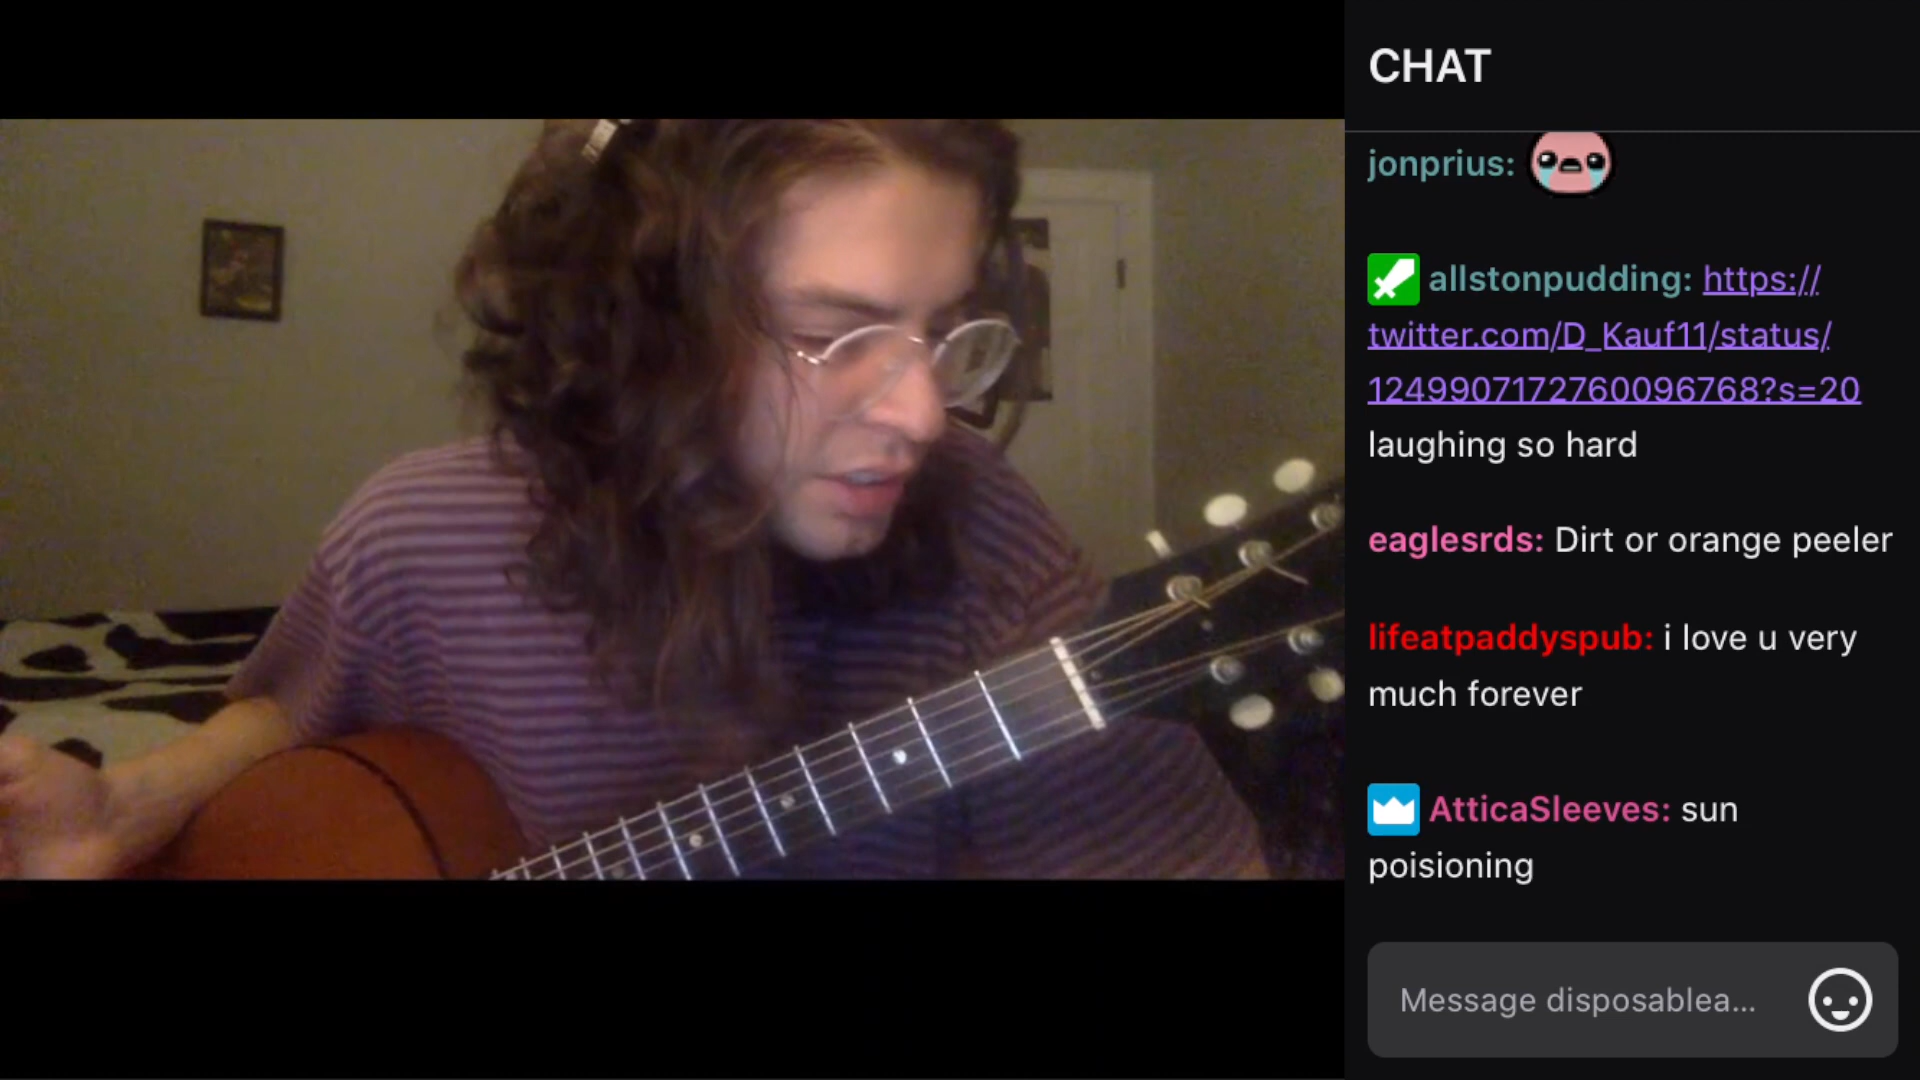 CHAT
jonprius:
allstonpudding: https://
twitter.com/D_Kauf11/status/
1249907172760096768?s=20
laughing so hard
eaglesrds: Dirt or orange peeler
lifeatpaddyspub: i love u very
much forever
AtticaSleeves: sun
poisioning
Message disposablea...